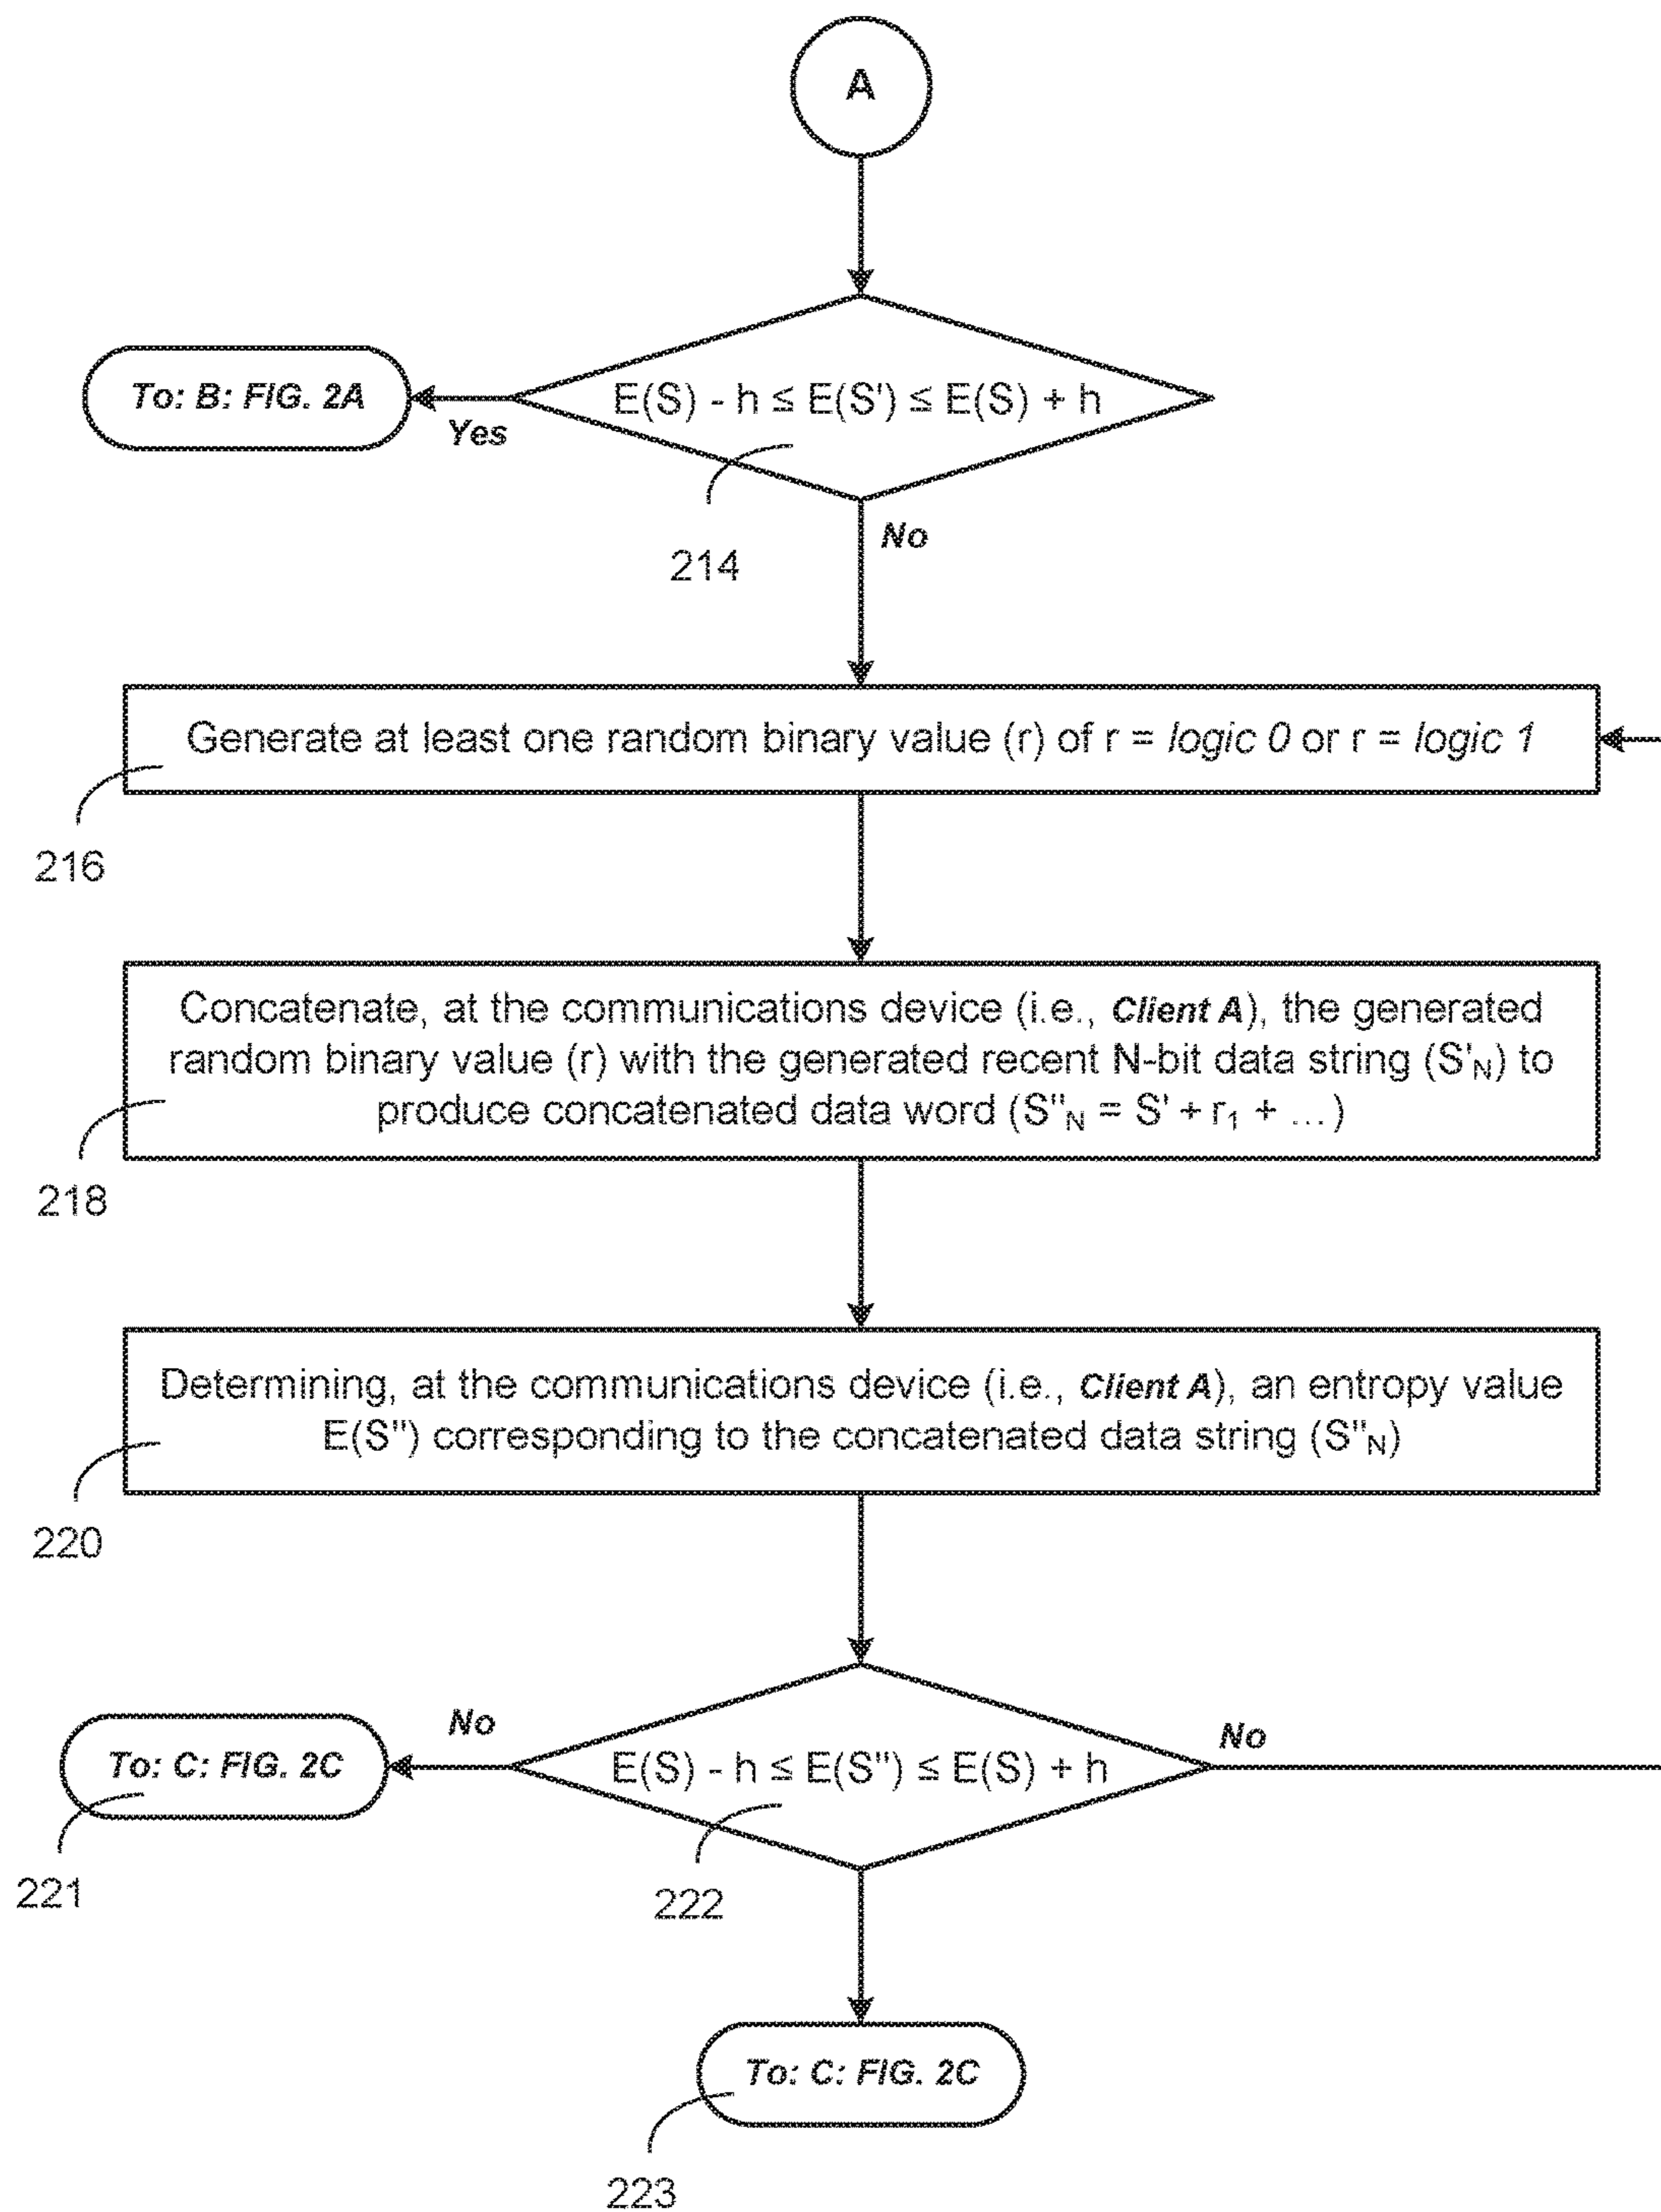 A
E(S) - h ≤ E(S') ≤ E(S) + h
To: B: FIG. 2A
Yes
No
214
Generate at least one random binary value (r) of r = logic 0 or r = logic 1
216
Concatenate, at the communications device (i.e., Client A), the generated
random binary value (r) with the generated recent N-bit data string (S'N) to
produce concatenated data word (S"N = S' + r1 + ...)
218
Determining, at the communications device (i.e., Client A), an entropy value
E(S") corresponding to the concatenated data string (S"N)
220
No
No
To: C: FIG. 2C
E(S) - h ≤ E(S") ≤ E(S) + h
221
222
To: C: FIG. 2C
223